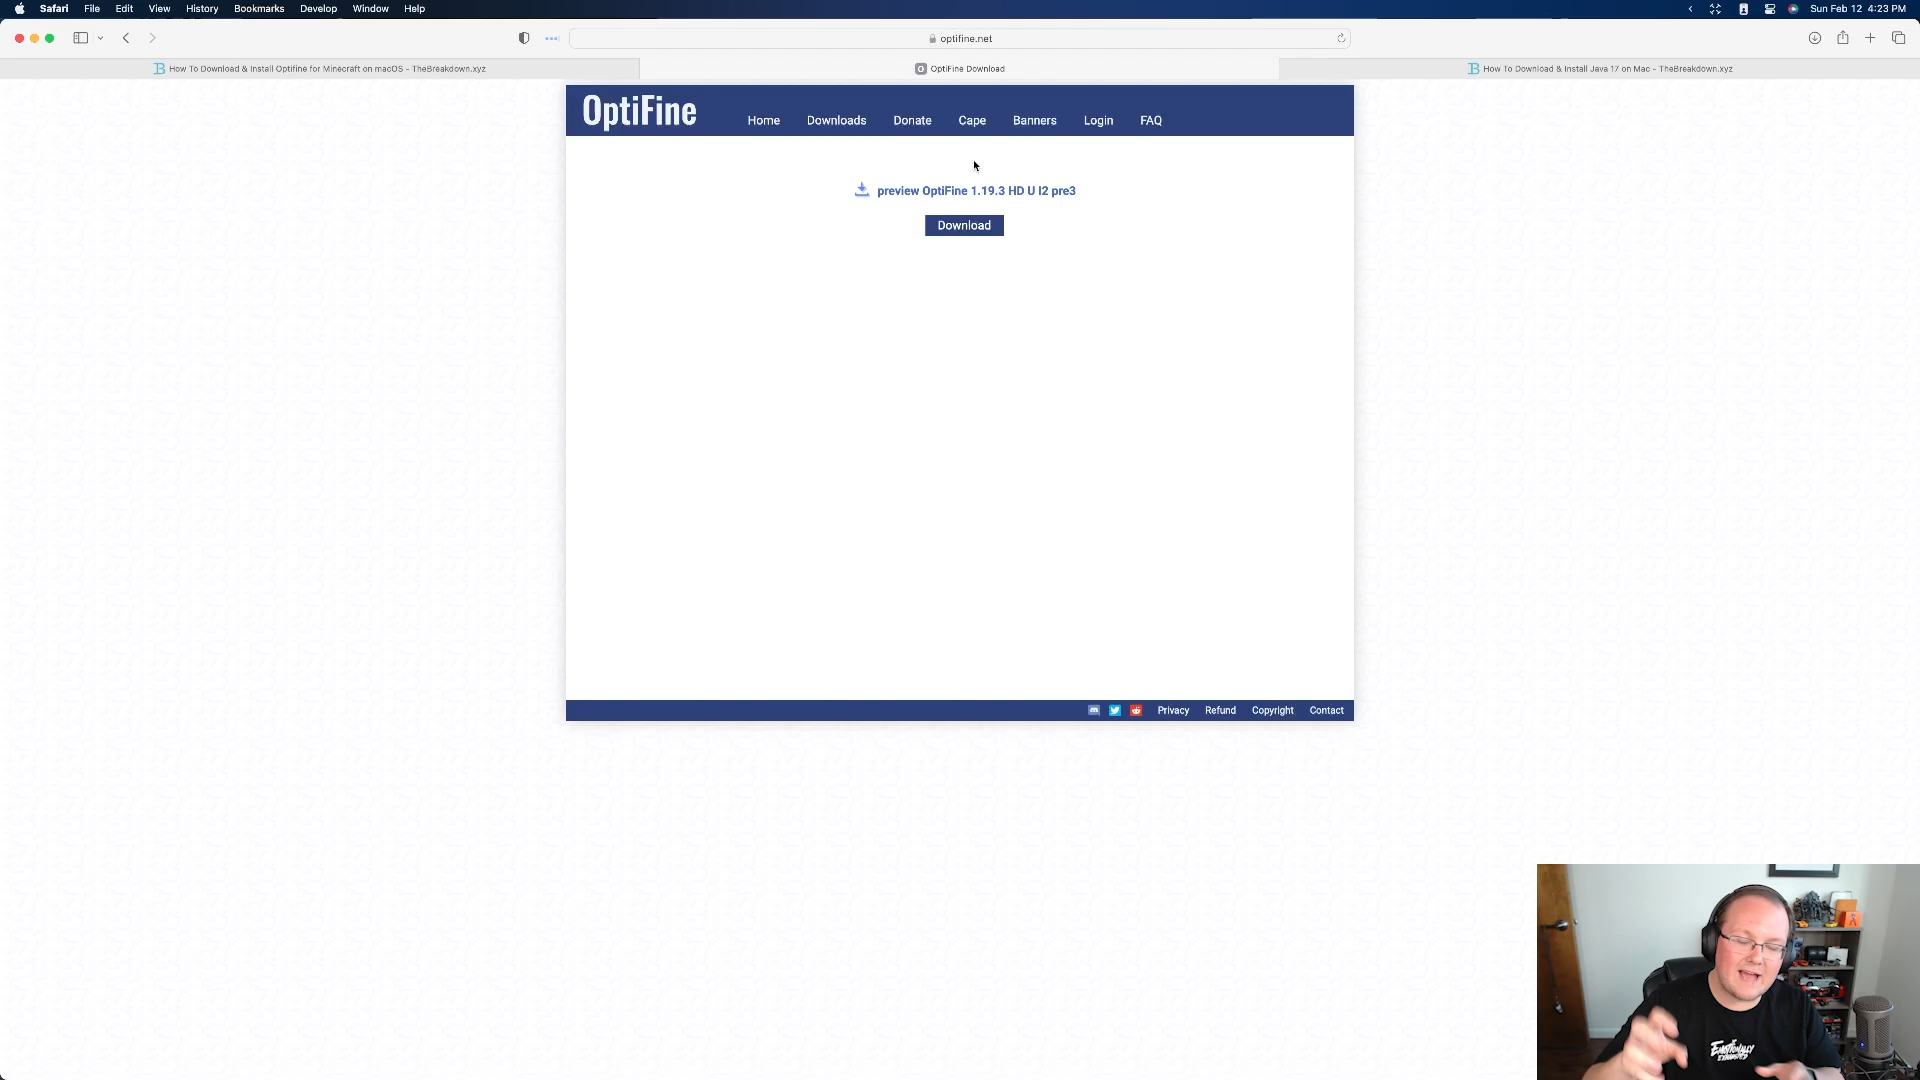 Safari File Edit View History Bookmarks Develop Window Help Sun Feb 12 4:23 PM
optifine.net
How To Download & Install Optifine for Minecraft on macOS - TheBreakdown.xyz OptiFine Download How To Download & Install Java 17 on Mac - TheBreakdown.xyz
OptiFine Home Downloads Donate Cape Banners Login FAQ
preview OptiFine 1.19.3 HD U I2 pre3
Download
Privacy Refund Copyright Contact
EMOTIONALLY
EXHAUSTED